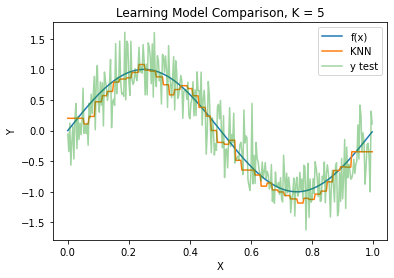 Learning Model Comparison, K = 5
f(x)
KNN
y test
Y
1.5
1.0
0.5
0.0
−0.5
−1.0
−1.5
0.0 0.2 0.4 0.6 0.8 1.0
X